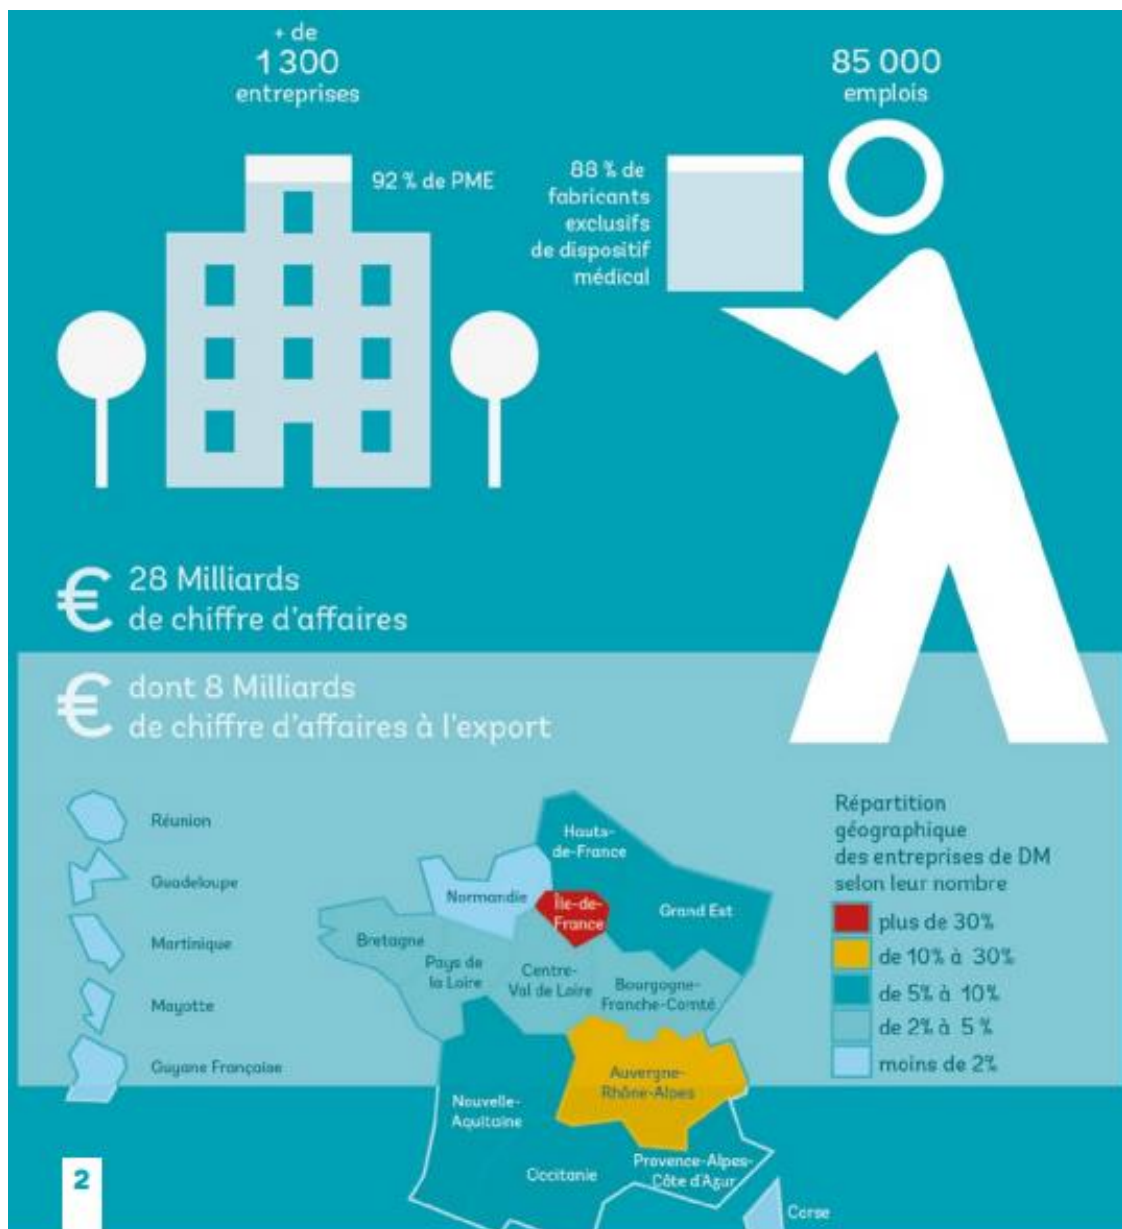 + de
1 300
entreprises
85 000
emplois
92 % de PME
88 % de
fabricants
exclusifs
de dispositif
médical
€ 28 Milliards
de chiffre d'affaires
€ dont 8 Milliards
de chiffre d'affaires à l'export
Réunion
Guadeloupe
Martinique
Mayotte
Guyane Française
Hauts-
de-France
Normandie
Île-de-
France
Grand Est
Bretagne
Pays de
la Loire
Centre-
Val de Loire
Bourgogne-
Franche-Comté
Auvergne-
Rhône-Alpes
Nouvelle-
Aquitaine
Occitanie
Provence-Alpes-
Côte d'Azur
Corse
Répartition
géographique
des entreprises de DM
selon leur nombre
plus de 30%
de 10% à 30%
de 5% à 10%
de 2% à 5 %
moins de 2%
2